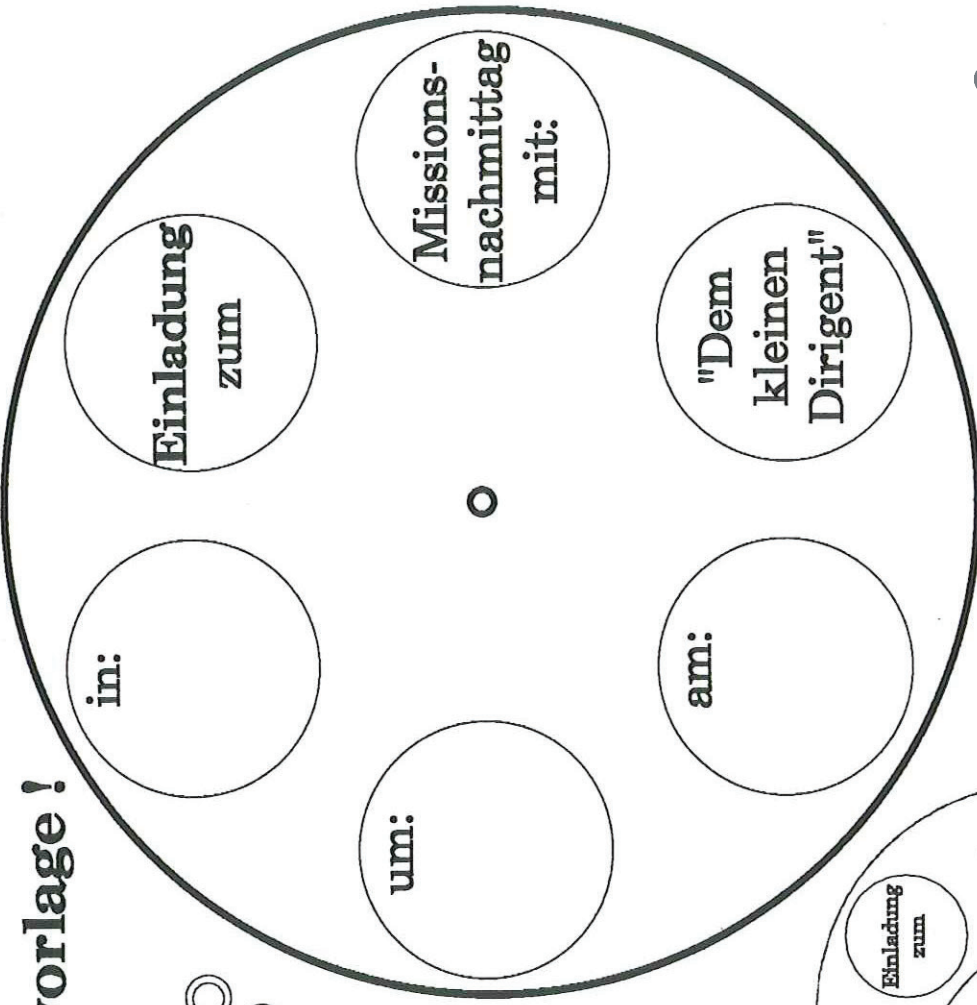 vorlage !
Einladung
zum
Missions-
nachmittag
mit:
"Dem
kleinen
Dirigent"
am:
um:
in:
Einladung
zum